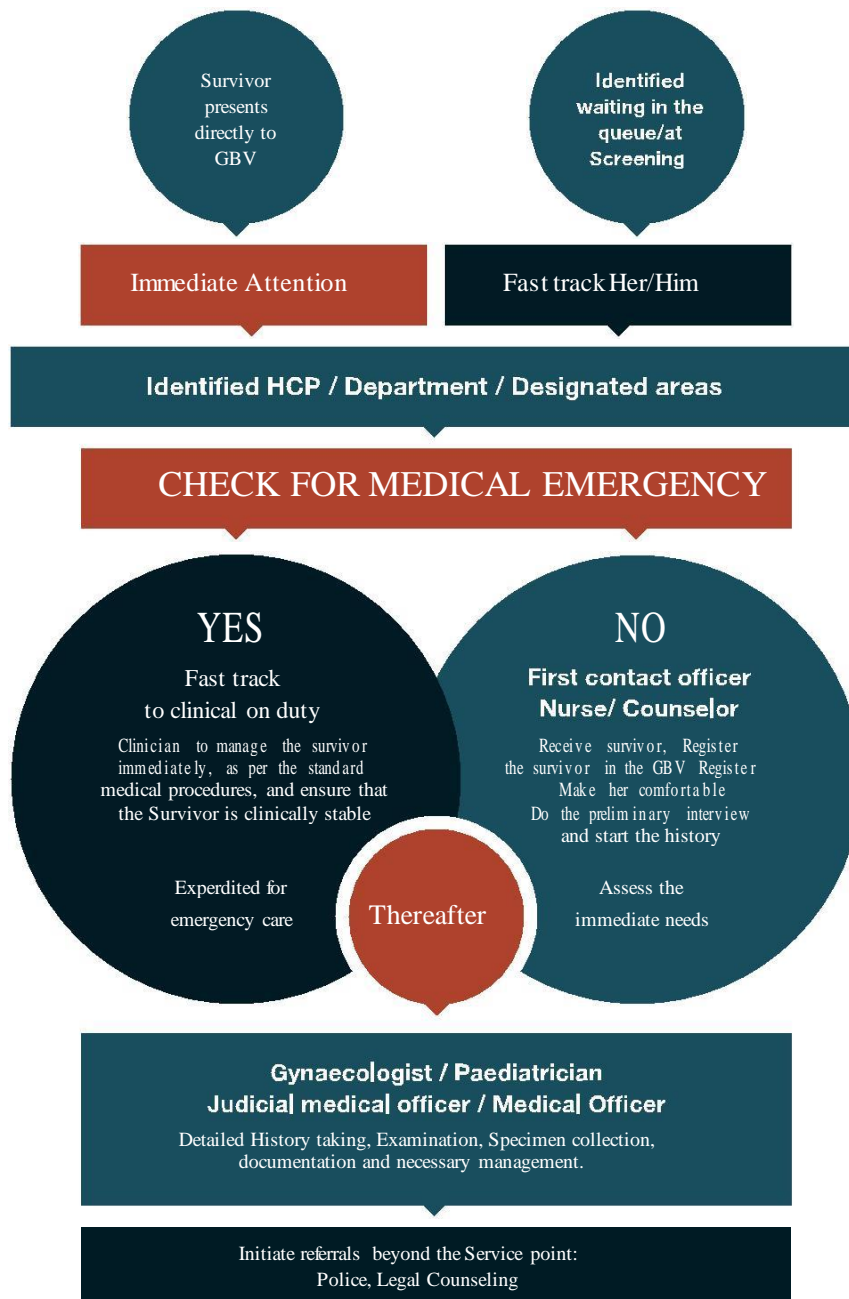 Survivor
presents
directly to
GBV
Identified
waiting in the
queue/at
Screening
Immediate Attention
Fast track Her/Him
Identified HCP / Department / Designated areas
CHECK FOR MEDICAL EMERGENCY
YES
Fast track
to clinical on duty
Clinician to manage the survivor
immediately, as per the standard
medical procedures, and ensure that
the Survivor is clinically stable
Experdited for
emergency care
NO
First contact officer
Nurse/ Counselor
Receive survivor, Register
the survivor in the GBV Register
Make her comfortable
Do the preliminary interview
and start the history
Assess the
immediate needs
Thereafter
Gynaecologist / Paediatrician
Judicial medical officer / Medical Officer
Detailed History taking, Examination, Specimen collection,
documentation and necessary management.
Initiate referrals beyond the Service point:
Police, Legal Counseling